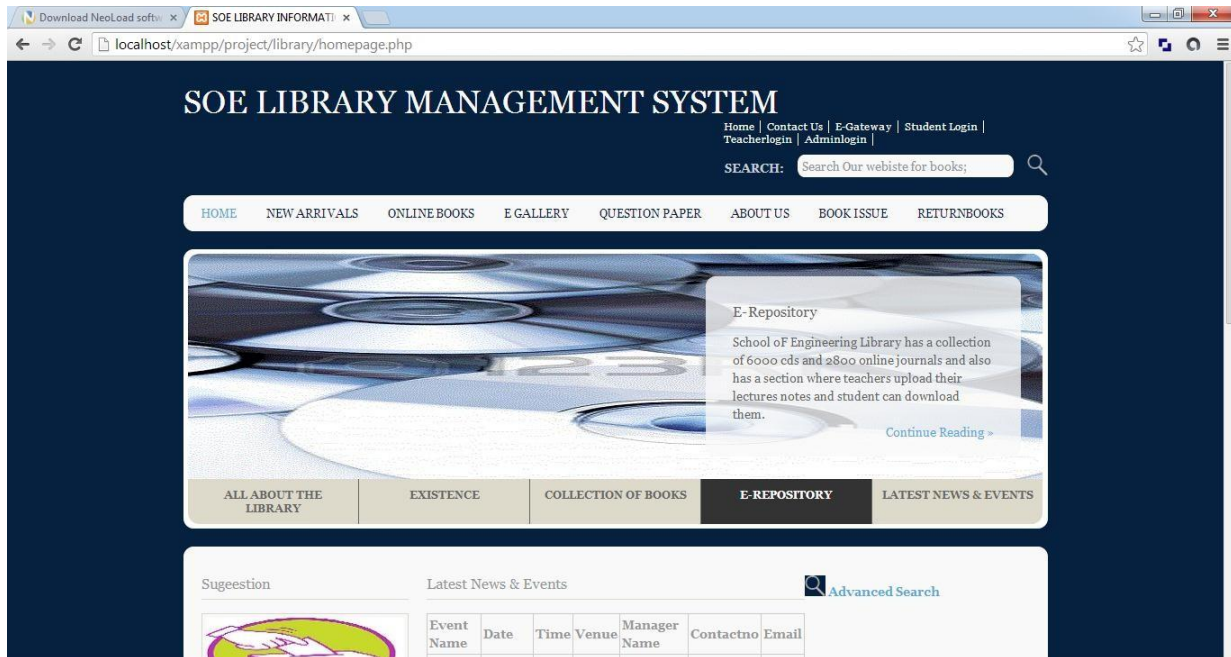 Download NeoLoad softw
SOE LIBRARY INFORMATI
localhost/xampp/project/library/homepage.php
SOE LIBRARY MANAGEMENT SYSTEM
Home | Contact Us | E-Gateway | Student Login |
Teacherlogin | Adminlogin |
SEARCH: Search Our webiste for books;
HOME NEW ARRIVALS ONLINE BOOKS E GALLERY QUESTION PAPER ABOUT US BOOK ISSUE RETURNBOOKS
E-Repository
School oF Engineering Library has a collection
of 6000 cds and 2800 online journals and also
has a section where teachers upload their
lectures notes and student can download
them.
Continue Reading »
ALL ABOUT THE
LIBRARY
EXISTENCE
COLLECTION OF BOOKS
E-REPOSITORY
LATEST NEWS & EVENTS
Sugeestion
Latest News & Events
Advanced Search
Event
Name
Date
Time
Venue
Manager
Name
Contactno
Email